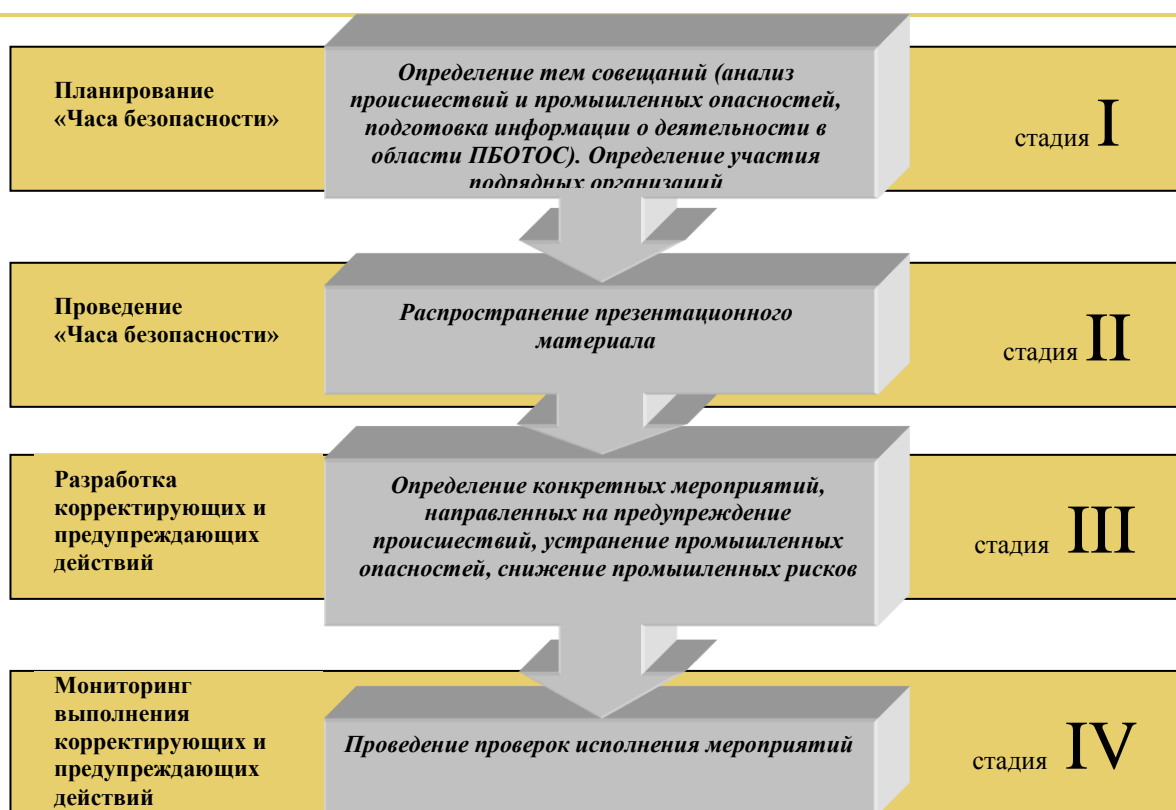 Планирование
«Часа безопасности»
Определение тем совещаний (анализ
происшествий и промышленных опасностей,
подготовка информации о деятельности в
области ПБОТОС). Определение участия
подрядных организаций
стадия I
Проведение
«Часа безопасности»
Распространение презентационного
материала
стадия II
Разработка
корректирующих и
предупреждающих
действий
Определение конкретных мероприятий,
направленных на предупреждение
происшествий, устранение промышленных
опасностей, снижение промышленных рисков
стадия III
Мониторинг
выполнения
корректирующих и
предупреждающих
действий
Проведение проверок исполнения мероприятий
стадия IV